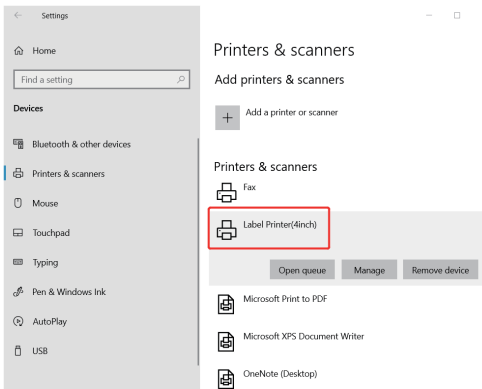 Settings
Home
Find a setting
Devices
Bluetooth & other devices
Printers & scanners
Mouse
Touchpad
Typing
Pen & Windows Ink
AutoPlay
USB
Printers & scanners
Add printers & scanners
Add a printer or scanner
Printers & scanners
Fax
Label Printer(4inch)
Open queue Manage Remove device
Microsoft Print to PDF
Microsoft XPS Document Writer
OneNote (Desktop)